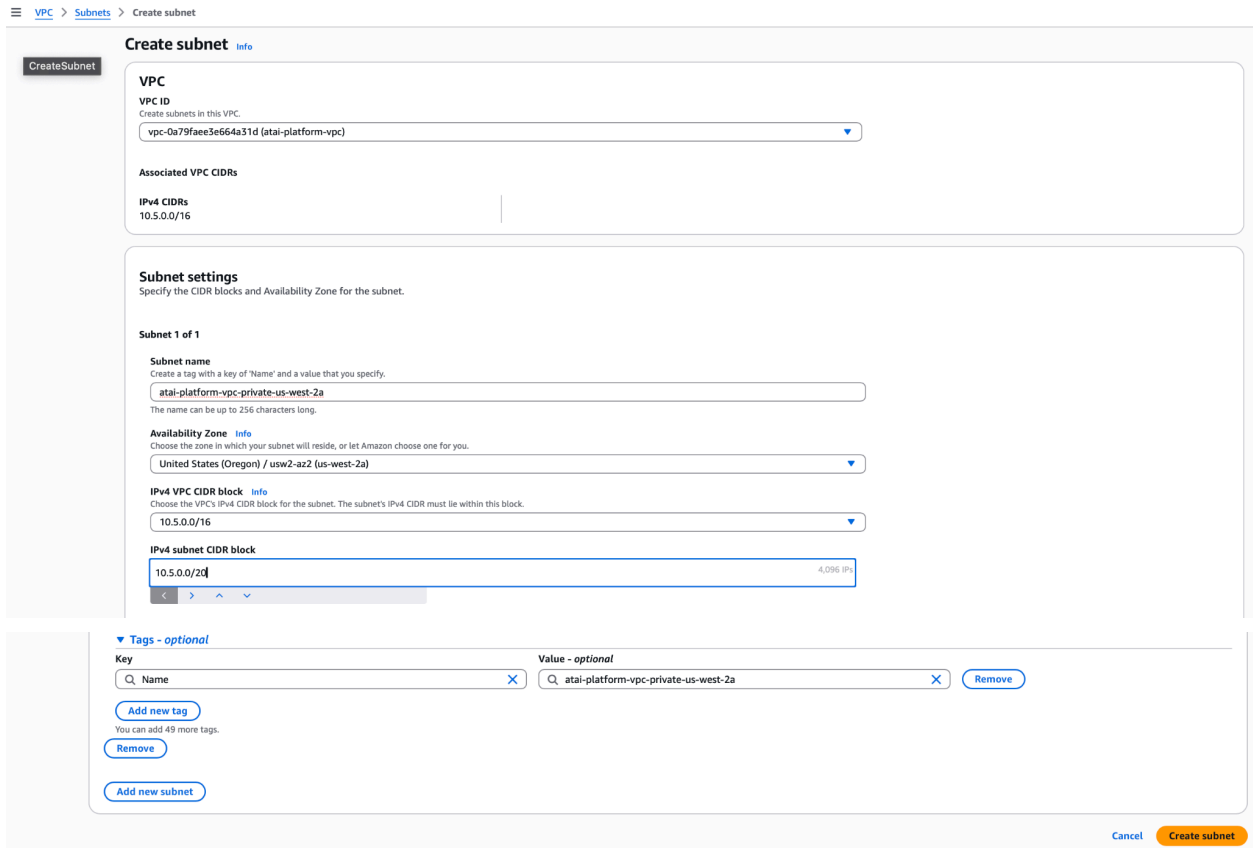 VPC > Subnets > Create subnet
Create subnet Info
CreateSubnet
VPC
VPC ID
Create subnets in this VPC.
vpc-0a79faee3e664a31d (atai-platform-vpc)
Associated VPC CIDRs
IPv4 CIDRs
10.5.0.0/16
Subnet settings
Specify the CIDR blocks and Availability Zone for the subnet.
Subnet 1 of 1
Subnet name
Create a tag with a key of 'Name' and a value that you specify.
atai-platform-vpc-private-us-west-2a
The name can be up to 256 characters long.
Availability Zone Info
Choose the zone in which your subnet will reside, or let Amazon choose one for you.
United States (Oregon) / usw2-az2 (us-west-2a)
IPv4 VPC CIDR block Info
Choose the VPC's IPv4 CIDR block for the subnet. The subnet's IPv4 CIDR must lie within this block.
10.5.0.0/16
IPv4 subnet CIDR block
10.5.0.0/20 4,096 IPs
Tags - optional
Key Value - optional
Name atai-platform-vpc-private-us-west-2a Remove
Add new tag
You can add 49 more tags.
Remove
Add new subnet
Cancel Create subnet